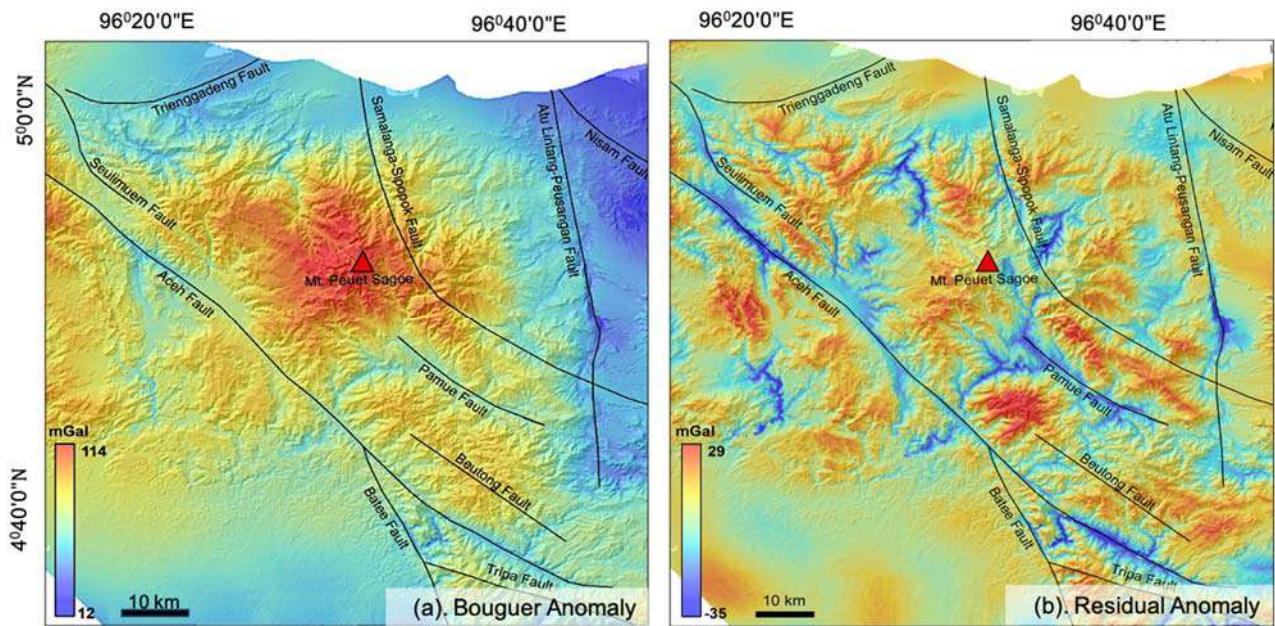 96⁰20'0"E
96⁰40'0"E
96⁰20'0"E
96⁰40'0"E
5⁰0'0"N
4⁰40'0"N
Trienggadeng Fault
Seulimuem Fault
Aceh Fault
Samalanga-Sipopok Fault
Atu Lintang-Peusangan Fault
Nisam Fault
Mt. Peuet Sagoe
Pamue Fault
Beutong Fault
Batee Fault
Tripa Fault
mGal
114
12
10 km
(a). Bouguer Anomaly
Trienggadeng Fault
Seulimuem Fault
Aceh Fault
Samalanga-Sipopok Fault
Atu Lintang-Peusangan Fault
Nisam Fault
Mt. Peuet Sagoe
Pamue Fault
Beutong Fault
Batee Fault
Tripa Fault
mGal
29
-35
10 km
(b). Residual Anomaly